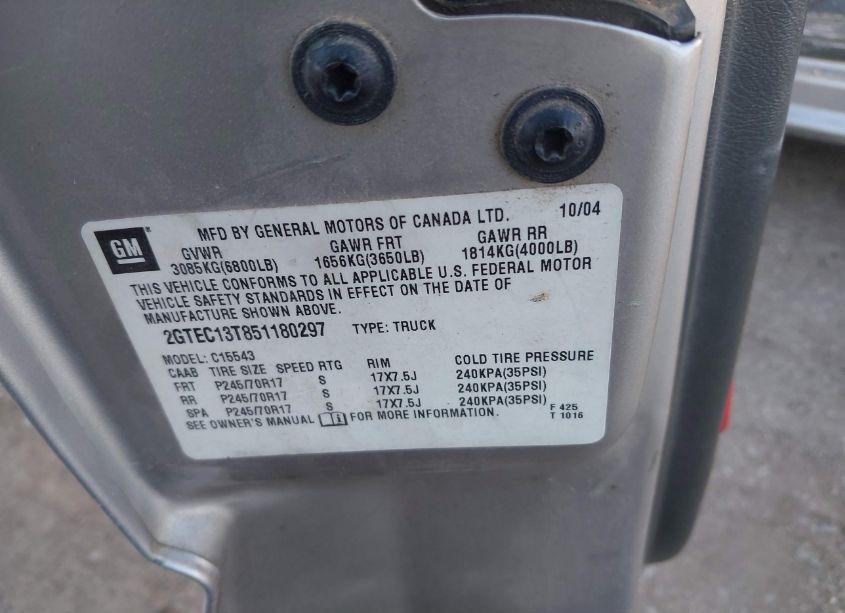 MFD BY GENERAL MOTORS OF CANADA LTD. 10/04
GM
GVWR GAWR FRT GAWR RR
3085KG(6800LB) 1656KG(3650LB) 1814KG(4000LB)
THIS VEHICLE CONFORMS TO ALL APPLICABLE U.S. FEDERAL MOTOR
VEHICLE SAFETY STANDARDS IN EFFECT ON THE DATE OF
MANUFACTURE SHOWN ABOVE.
2GTEC13T851180297 TYPE: TRUCK
MODEL: C15543
CAAB TIRE SIZE SPEED RTG RIM COLD TIRE PRESSURE
FRT P245/70R17 S 17X7.5J 240KPA(35PSI)
RR P245/70R17 S 17X7.5J 240KPA(35PSI)
SPA P245/70R17 S 17X7.5J 240KPA(35PSI)
SEE OWNER'S MANUAL FOR MORE INFORMATION.
F 425
T 1016